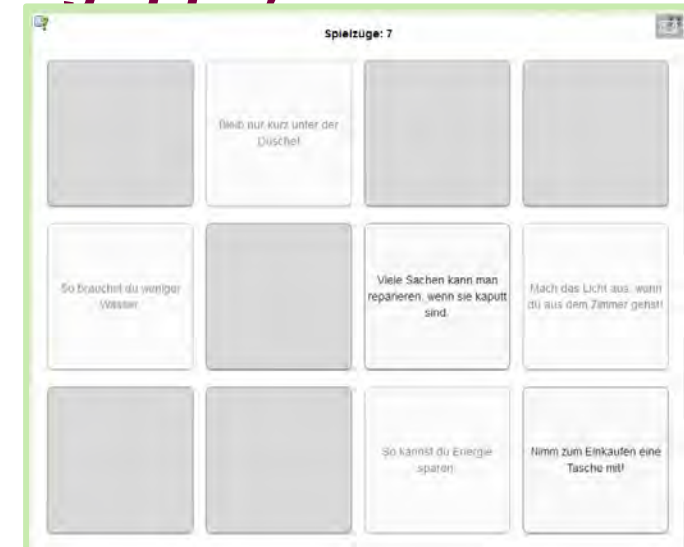 Spielzüge: 7
Bleib nur kurz unter der
Dusche!
So brauchst du weniger
Wasser.
Viele Sachen kann man
reparieren, wenn sie kaputt
sind.
Mach das Licht aus, wenn
du aus dem Zimmer gehst!
So kannst du Energie
sparen.
Nimm zum Einkaufen eine
Tasche mit!